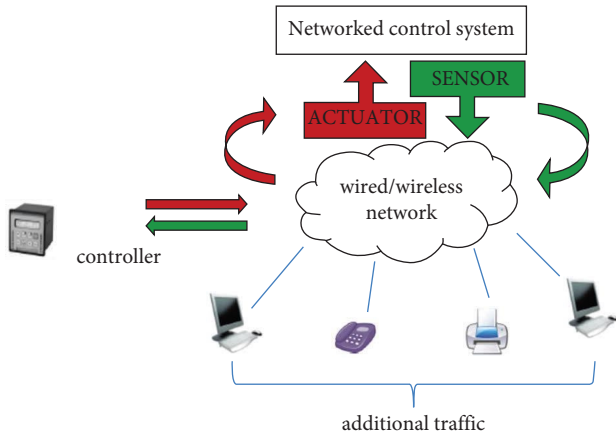 Networked control system
SENSOR
ACTUATOR
wired/wireless
network
controller
additional traffic